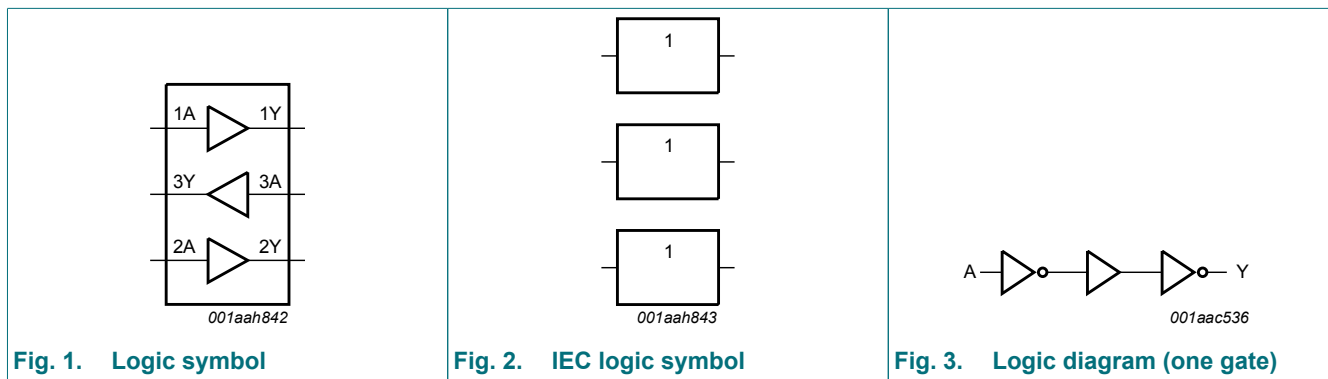 1A 1Y
3Y 3A
2A 2Y
001aah842
Fig. 1. Logic symbol
1
1
1
001aah843
Fig. 2. IEC logic symbol
A Y
001aac536
Fig. 3. Logic diagram (one gate)